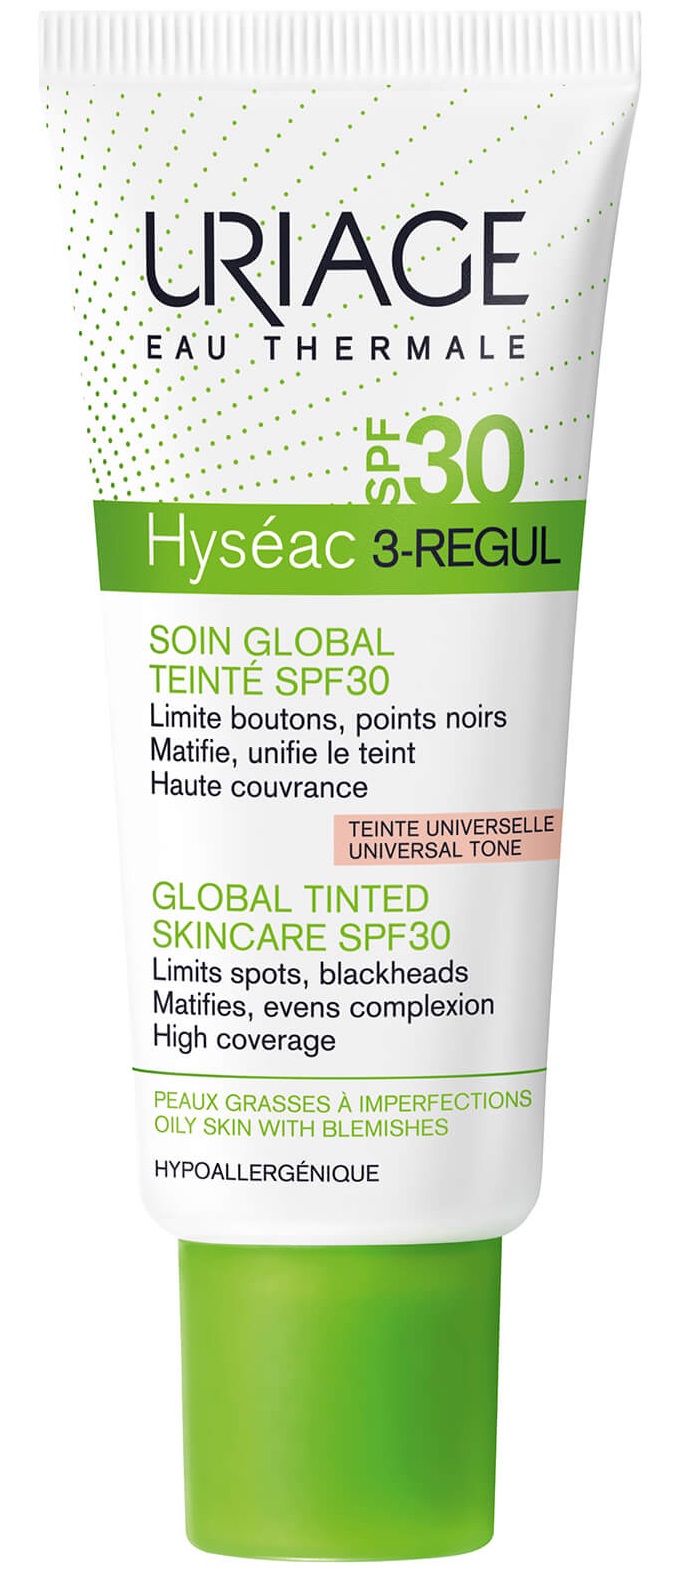 URIAGE
EAU THERMALE
SPF30
Hyséac 3-REGUL
SOIN GLOBAL
TEINTÉ SPF30
Limite boutons, points noirs
Matifie, unifie le teint
Haute couvrance
TEINTE UNIVERSELLE
UNIVERSAL TONE
GLOBAL TINTED
SKINCARE SPF30
Limits spots, blackheads
Matifies, evens complexion
High coverage
PEAUX GRASSES À IMPERFECTIONS
OILY SKIN WITH BLEMISHES
HYPOALLERGÉNIQUE